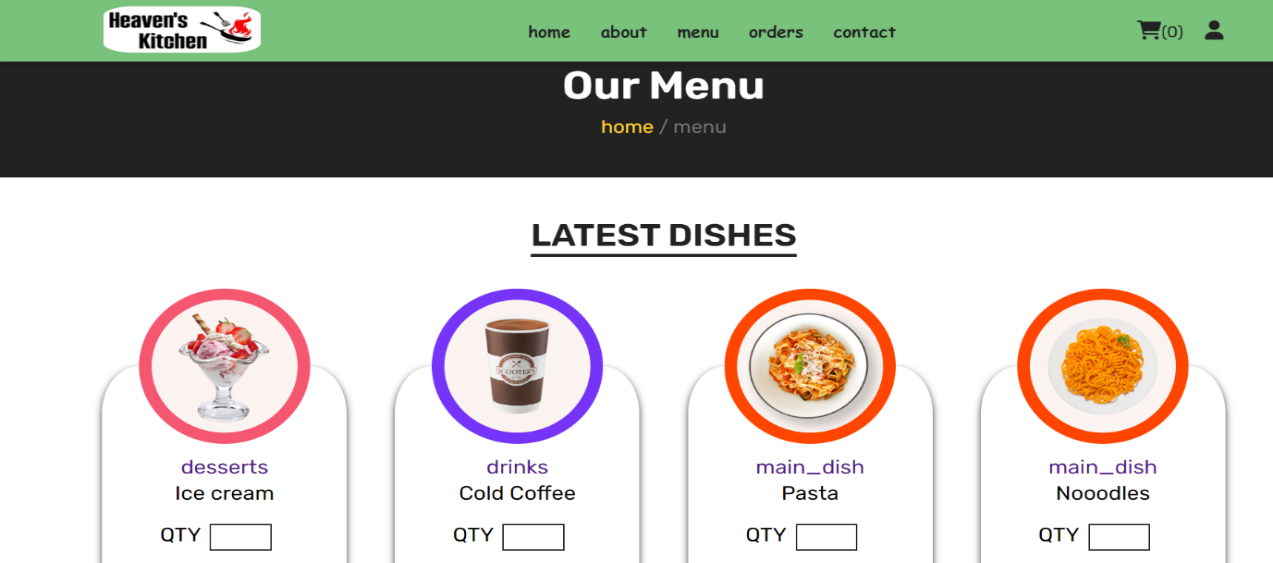 Heaven's
Kitchen
home about menu orders contact (0)
Our Menu
home / menu
LATEST DISHES
SCOOTER'S
desserts drinks main_dish main_dish
Ice cream Cold Coffee Pasta Nooodles
QTY QTY QTY QTY